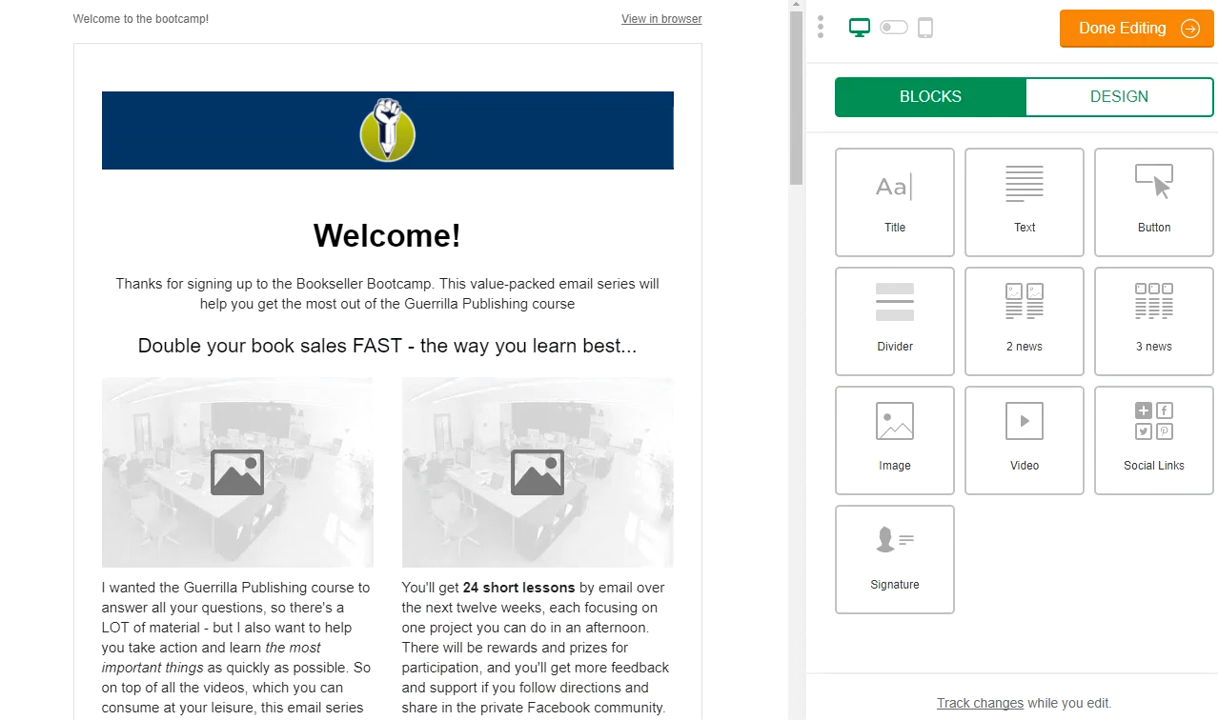 Welcome to the bootcamp!
View in browser
Welcome!
Thanks for signing up to the Bookseller Bootcamp. This value-packed email series will
help you get the most out of the Guerrilla Publishing course
Double your book sales FAST - the way you learn best...
I wanted the Guerrilla Publishing course to
answer all your questions, so there's a
LOT of material - but I also want to help
you take action and learn the most
important things as quickly as possible. So
on top of all the videos, which you can
consume at your leisure, this email series
You'll get 24 short lessons by email over
the next twelve weeks, each focusing on
one project you can do in an afternoon.
There will be rewards and prizes for
participation, and you'll get more feedback
and support if you follow directions and
share in the private Facebook community.
Done Editing
BLOCKS
DESIGN
Aa
Title
Text
Button
Divider
2 news
3 news
Image
Video
Social Links
Signature
Track changes while you edit.